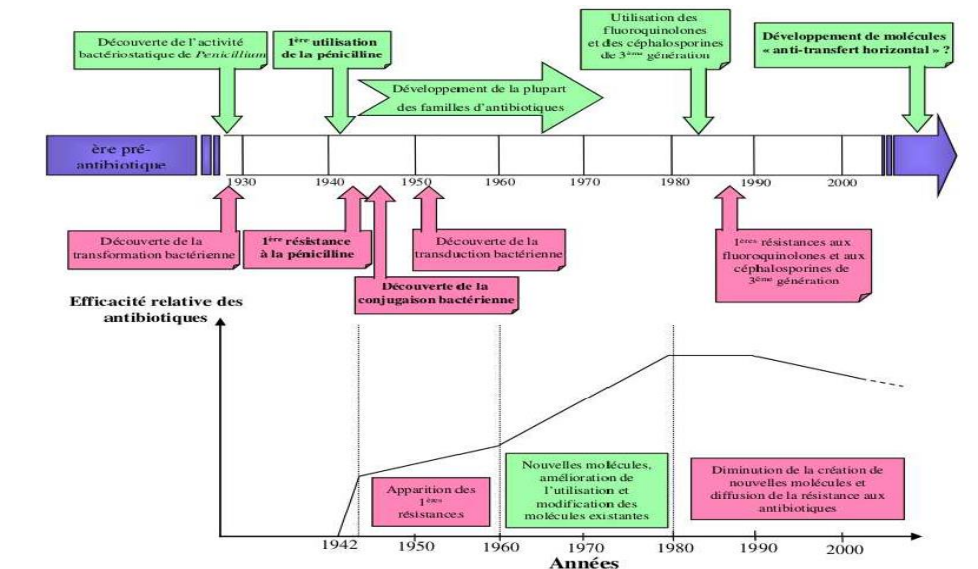 Découverte de l'activité
bactériostatique de Penicillium
1ère utilisation
de la pénicilline
Développement de la plupart
des familles d'antibiotiques
Utilisation des
fluoroquinolones
et des céphalosporines
de 3ème génération
Développement de molécules
« anti-transfert horizontal » ?
ère pré-
antibiotique
1930
1940
1950
1960
1970
1980
1990
2000
Découverte de la
transformation bactérienne
1ère résistance
à la pénicilline
Découverte de la
conjugaison bactérienne
Découverte de la
transduction bactérienne
1ères résistances aux
fluoroquinolones et aux
céphalosporines de
3ème génération
Efficacité relative des
antibiotiques
Apparition des
1ères
résistances
Nouvelles molécules,
amélioration de
l'utilisation et
modification des
molécules existantes
Diminution de la création de
nouvelles molécules et
diffusion de la résistance aux
antibiotiques
1942
1950
1960
1970
1980
1990
2000
Années